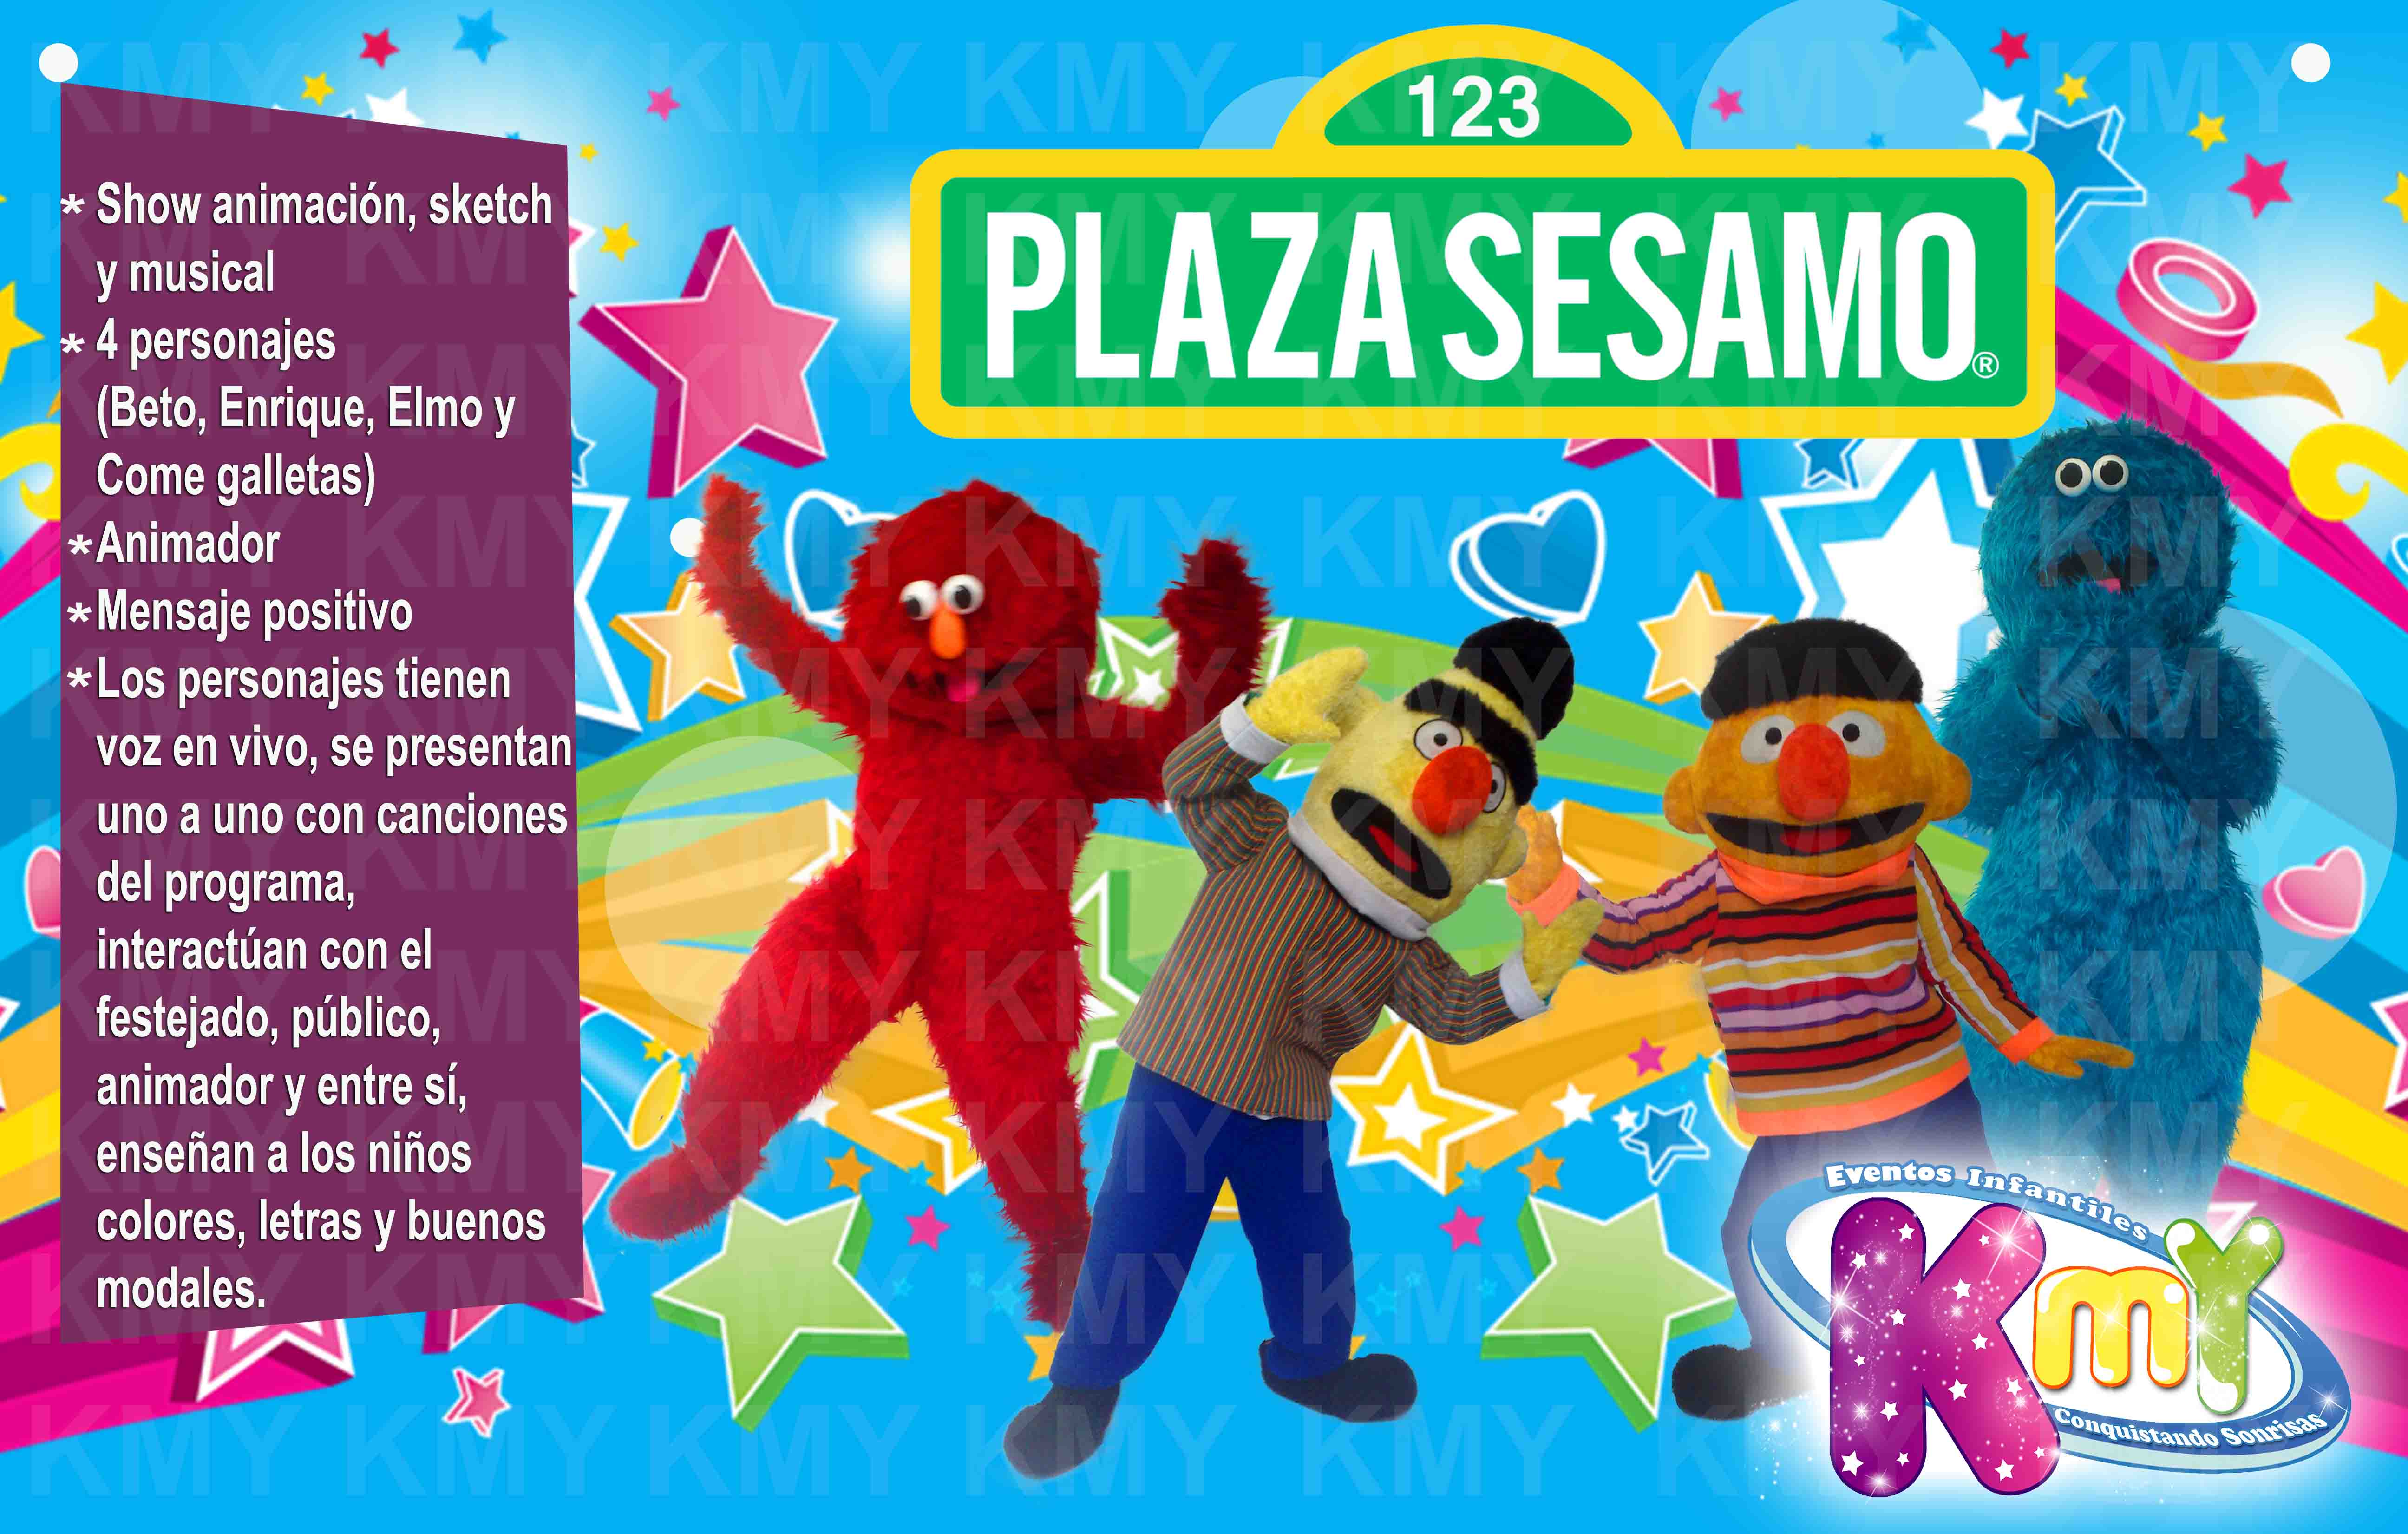 123
PLAZA SESAMO®
* Show animación, sketch
y musical
* 4 personajes
(Beto, Enrique, Elmo y
Come galletas)
* Animador
* Mensaje positivo
* Los personajes tienen
voz en vivo, se presentan
uno a uno con canciones
del programa,
interactúan con el
festejado, público,
animador y entre sí,
enseñan a los niños
colores, letras y buenos
modales.
Eventos Infantiles
KmY
Conquistando Sonrisas